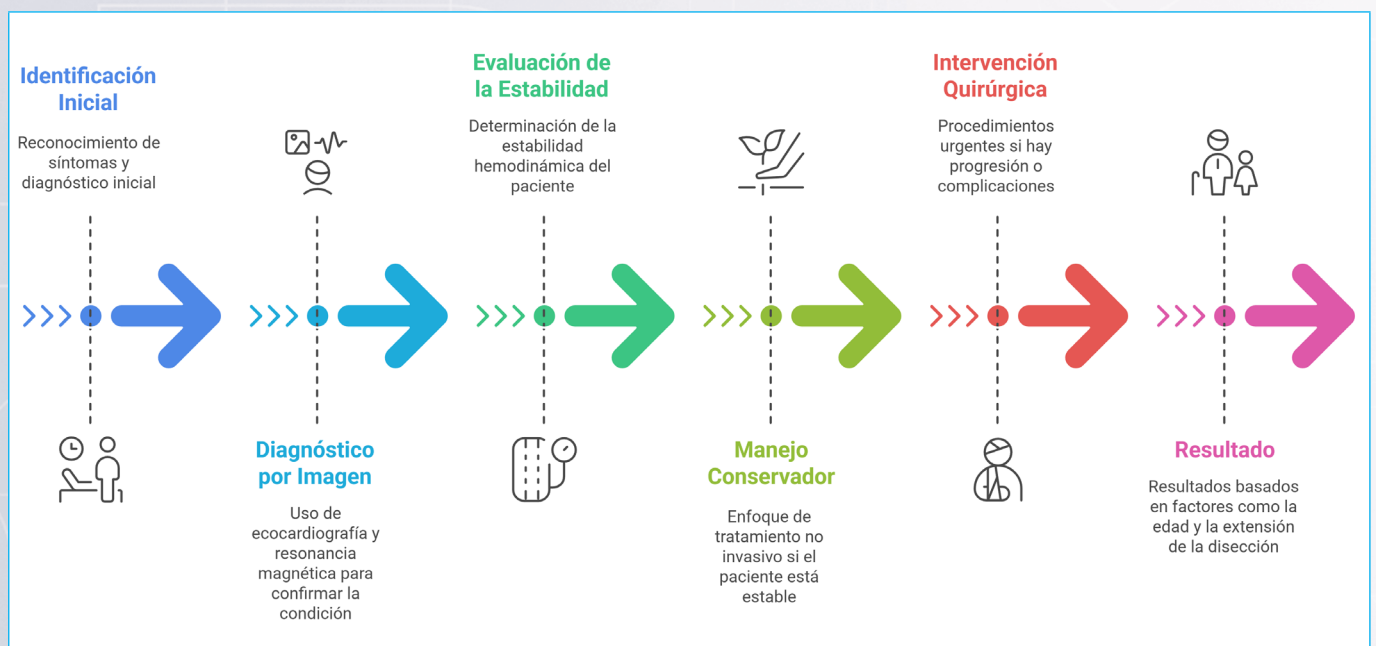 Identificación
Inicial
Reconocimiento de
síntomas y
diagnóstico inicial
Diagnóstico
por Imagen
Uso de
ecocardiografía y
resonancia
magnética para
confirmar la
condición
Evaluación de
la Estabilidad
Determinación de la
estabilidad
hemodinámica del
paciente
Manejo
Conservador
Enfoque de
tratamiento no
invasivo si el
paciente está
estable
Intervención
Quirúrgica
Procedimientos
urgentes si hay
progresión o
complicaciones
Resultado
Resultados basados
en factores como la
edad y la extensión
de la disección